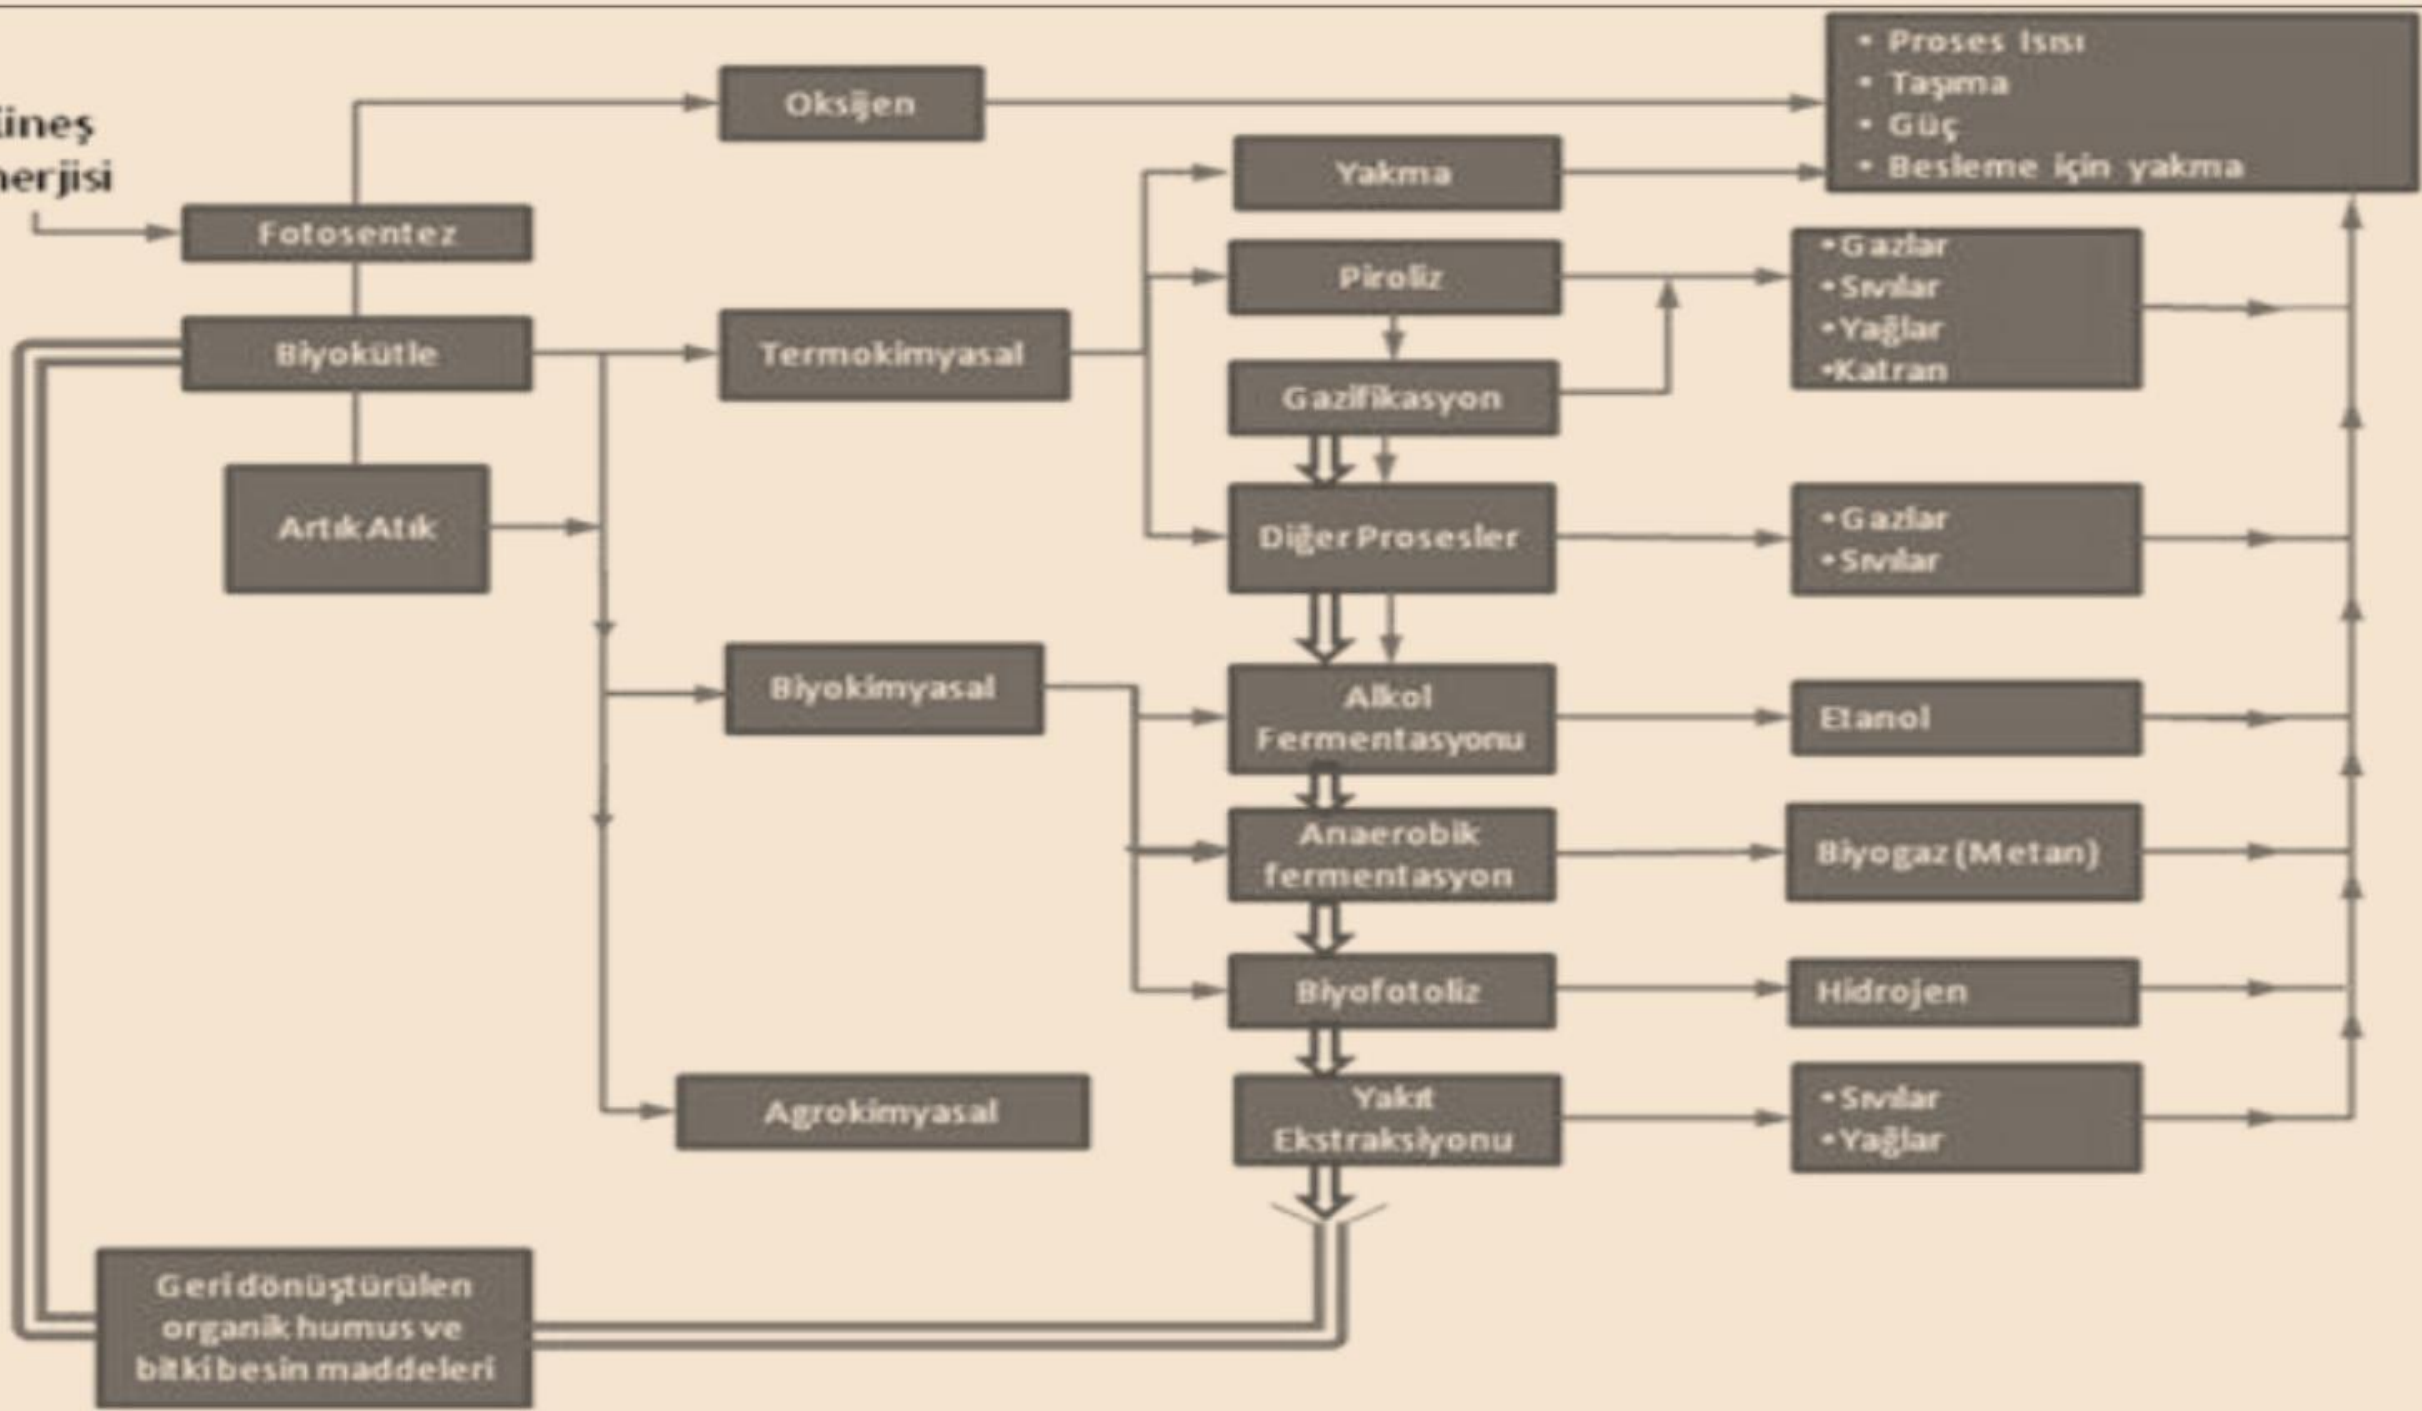 üneş
nerjisi
Fotosentez
Biyokütle
Artık Atık
Oksijen
Termokimyasal
Biyokimyasal
Agrokimyasal
Yakma
Piroliz
Gazifikasyon
Diğer Prosesler
Alkol
Fermentasyonu
Anaerobik
fermentasyon
Biyofotoliz
Yakıt
Ekstraksiyonu
• Proses Isısı
• Taşıma
• Güç
• Besleme için yakma
•Gazlar
•Sıvılar
•Yağlar
•Katran
•Gazlar
•Sıvılar
Etanol
Biyogaz (Metan)
Hidrojen
•Sıvılar
•Yağlar
Geri dönüştürülen
organik humus ve
bitki besin maddeleri